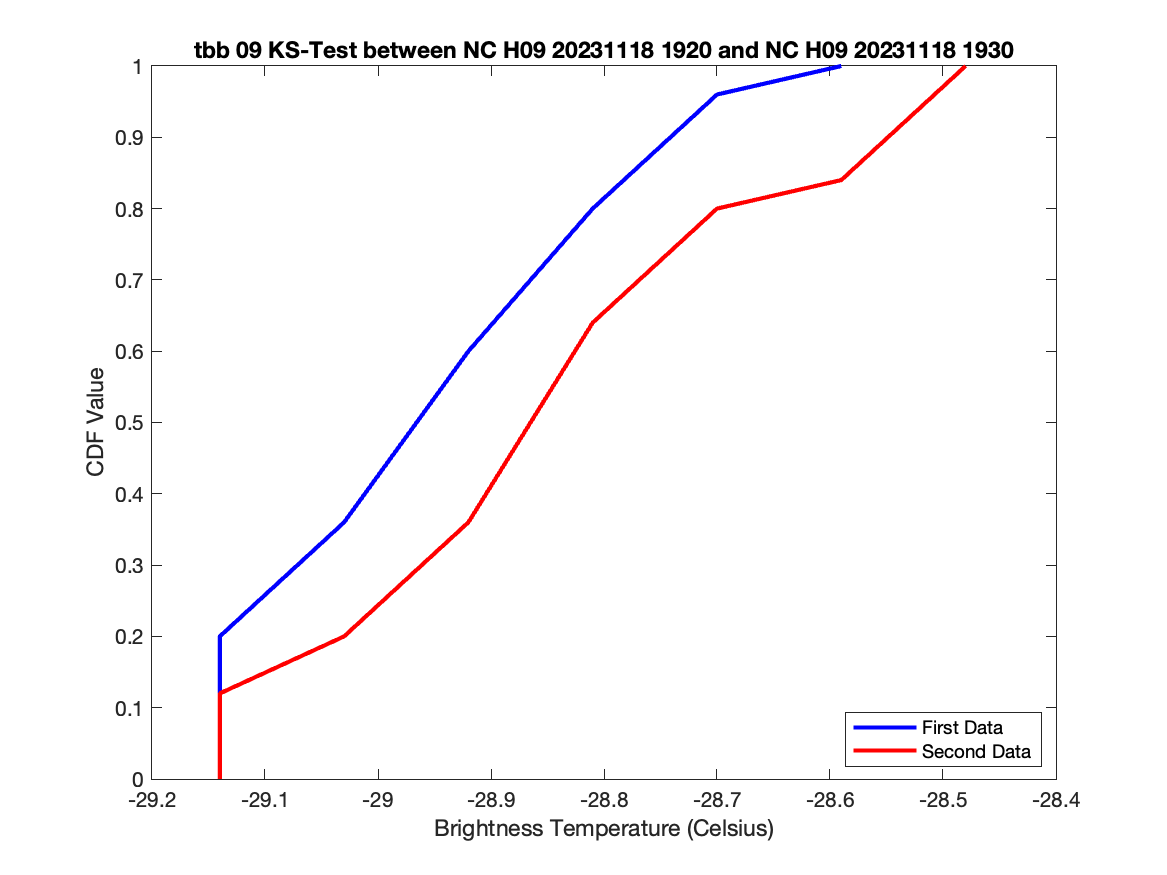 tbb 09 KS-Test between NC H09 20231118 1920 and NC H09 20231118 1930
1
0.9
0.8
0.7
0.6
0.5
0.4
0.3
0.2
0.1
0
CDF Value
First Data
Second Data
-29.2 -29.1 -29 -28.9 -28.8 -28.7 -28.6 -28.5 -28.4
Brightness Temperature (Celsius)